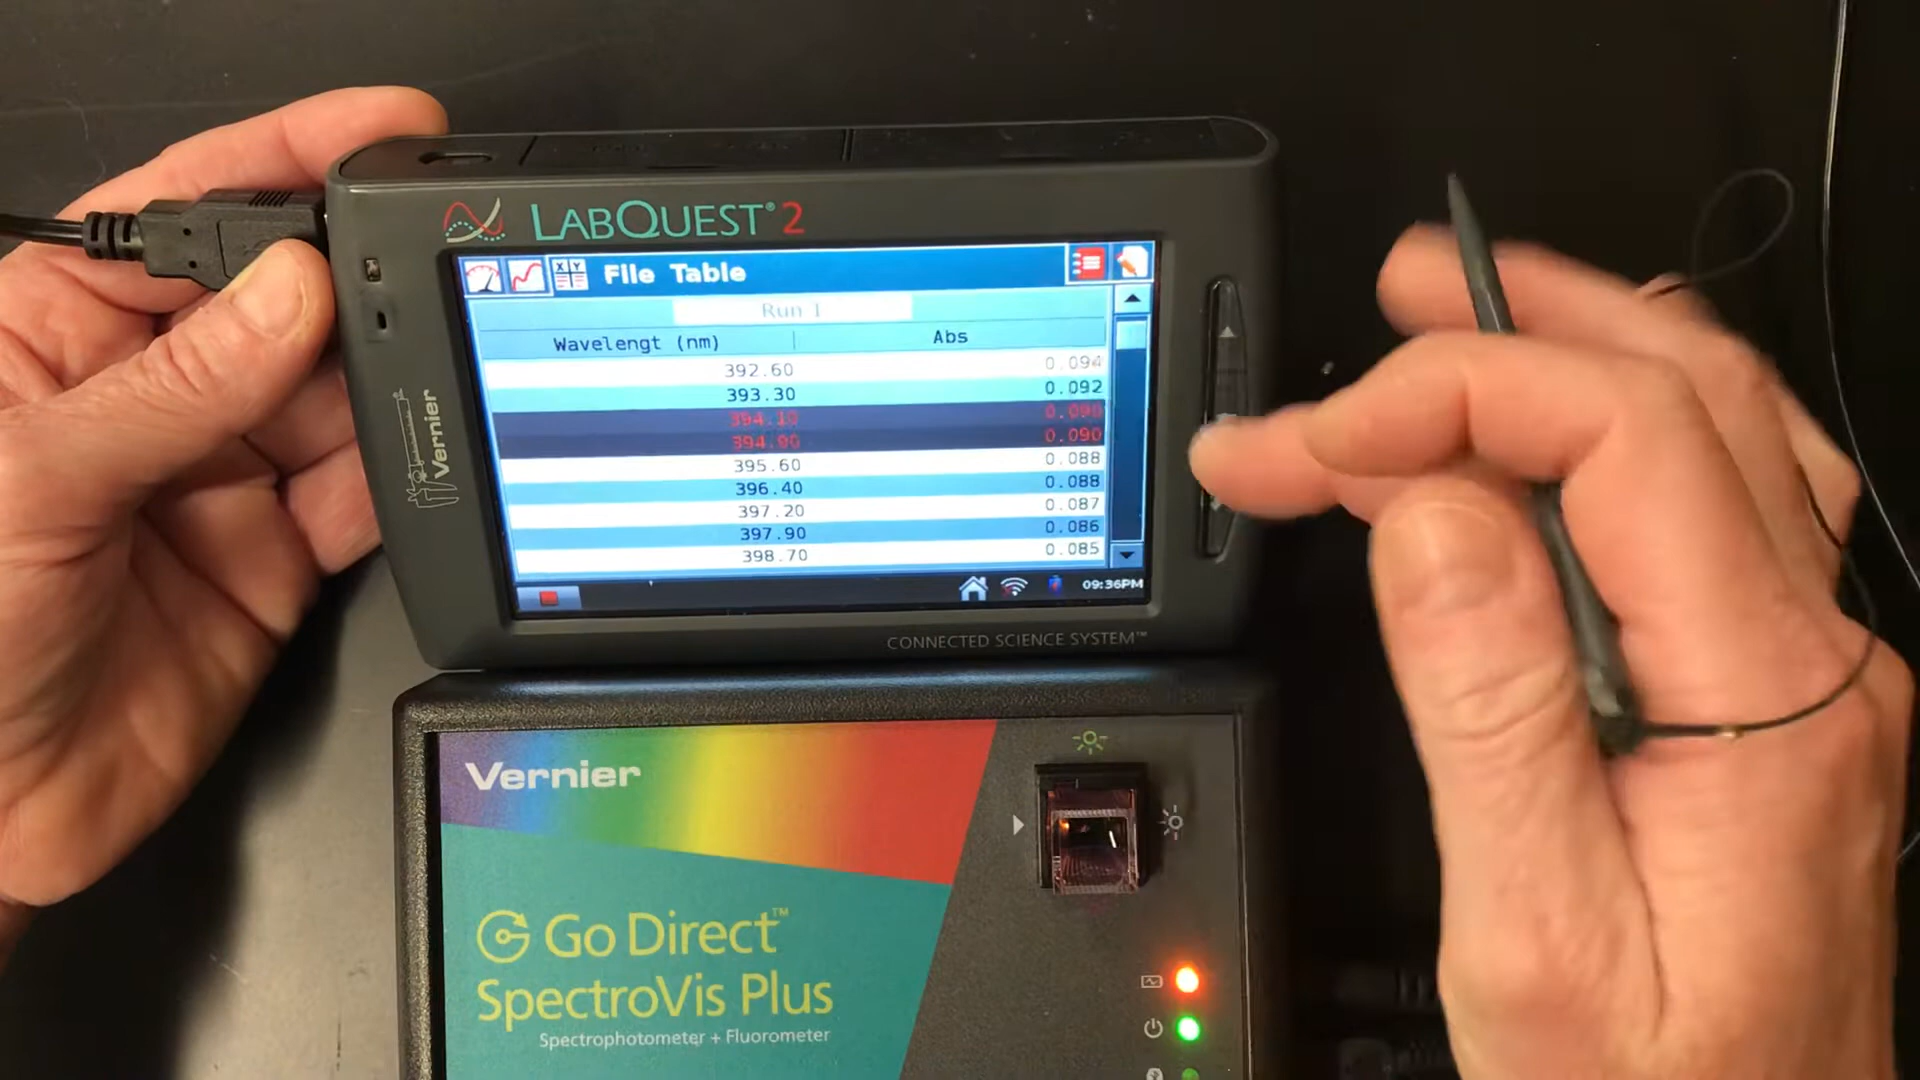 LABQUEST® 2
File Table
Run 1
Wavelengt (nm) Abs
392.60 0.094
393.30 0.092
394.10 0.090
394.90 0.090
395.60 0.088
396.40 0.088
397.20 0.087
397.90 0.086
398.70 0.085
09:36PM
CONNECTED SCIENCE SYSTEM™
Vernier
Vernier
Go Direct™
SpectroVis Plus
Spectrophotometer + Fluorometer